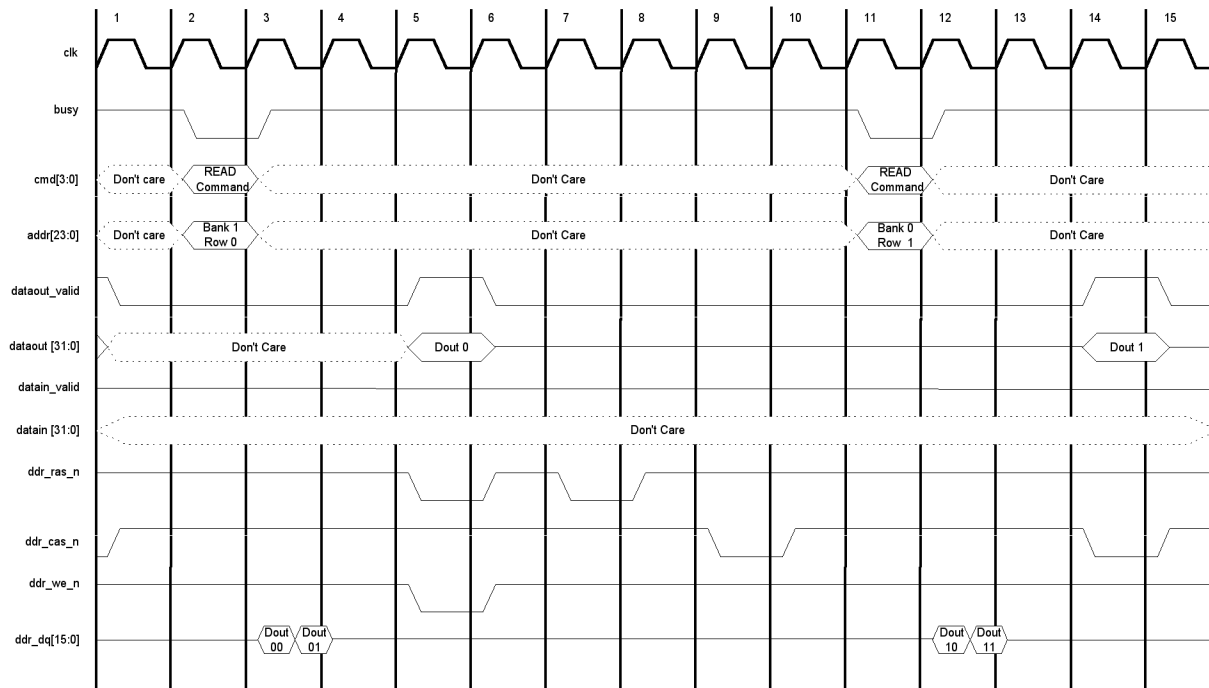 1 2 3 4 5 6 7 8 9 10 11 12 13 14 15
clk
busy
cmd[3:0] Don't care READ Don't Care READ Don't Care
Command Command
addr[23:0] Don't care Bank 1 Don't Care Bank 0 Don't Care
Row 0 Row 1
dataout_valid
dataout [31:0] Don't Care Dout 0 Dout 1
datain_valid
datain [31:0] Don't Care
ddr_ras_n
ddr_cas_n
ddr_we_n
ddr_dq[15:0] Dout Dout Dout Dout
00 01 10 11